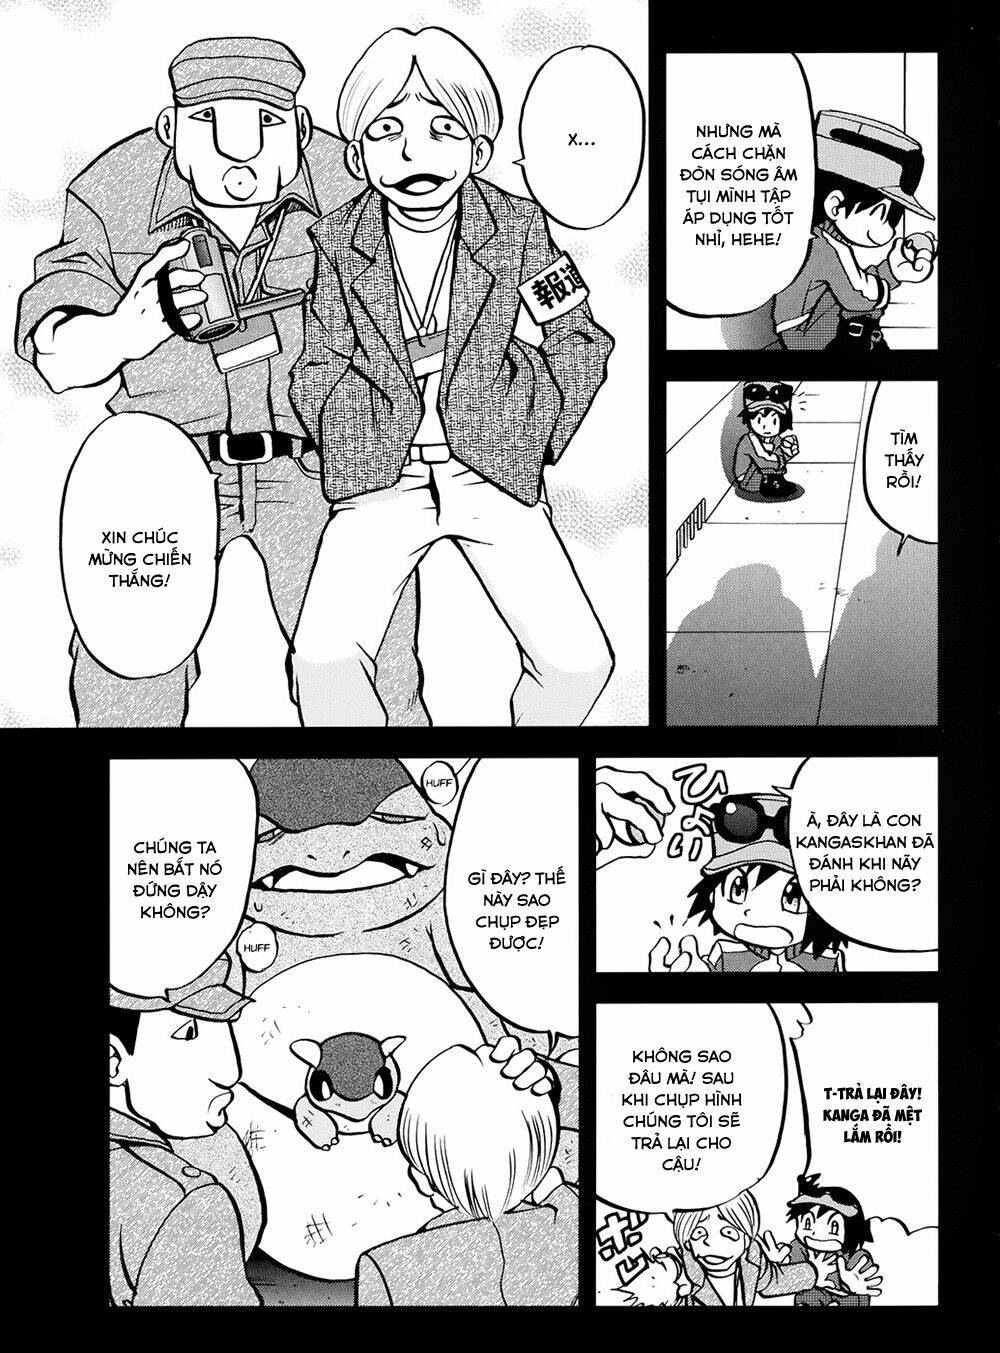 NHƯNG MÀ
CÁCH CHẶN
ĐÒN SÓNG ÂM
TỤI MÌNH TẬP
ÁP DỤNG TỐT
NHỈ, HEHE!
TÌM
THẤY
RỒI!
X...
報道
XIN CHÚC
MỪNG CHIẾN
THẮNG!
À, ĐÂY LÀ CON
KANGASKHAN ĐÃ
ĐÁNH KHI NÃY
PHẢI KHÔNG?
ひょい
T-TRẢ LẠI ĐÂY!
KANGA ĐÃ MỆT
LẮM RỒI!
KHÔNG SAO
ĐÂU MÀ! SAU
KHI CHỤP HÌNH
CHÚNG TÔI SẼ
TRẢ LẠI CHO
CẬU!
HUFF
GÌ ĐÂY? THẾ
NÀY SAO
CHỤP ĐẸP
ĐƯỢC!
HUFF
CHÚNG TA
NÊN BẮT NÓ
ĐỨNG DẬY
KHÔNG?